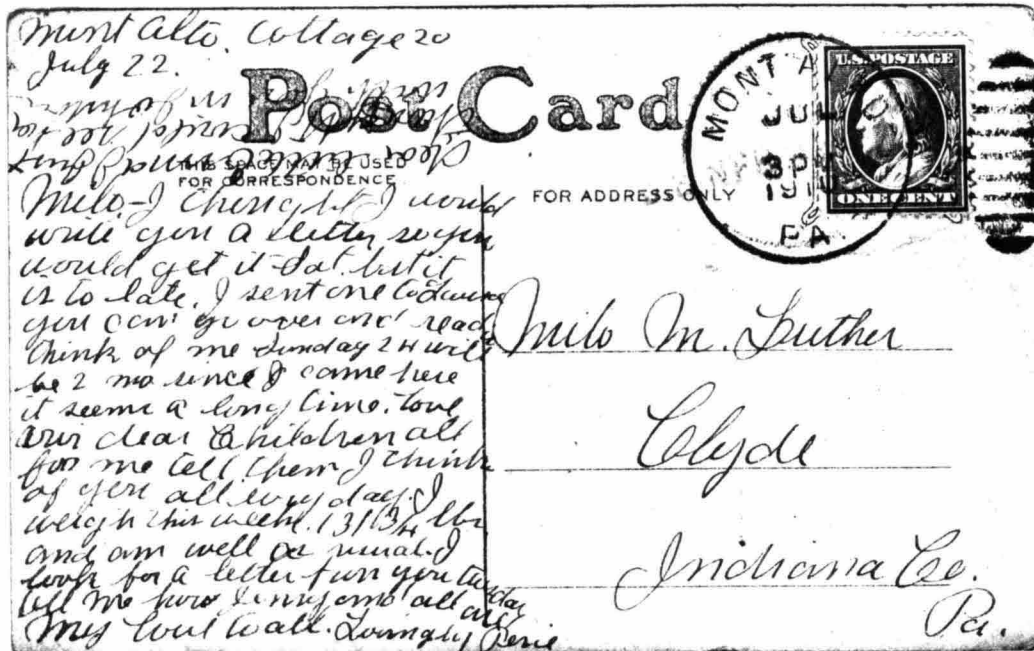 Mont Alto. Cottage 20
July 22.
Post Card
THIS SPACE MAY BE USED
FOR CORRESPONDENCE
FOR ADDRESS ONLY
MONT A
JUL
3 PM
191
PA.
U.S. POSTAGE
ONE CENT
Milo - I thought I would
write you a letter so you
would get it Sat. but it
is to late. I sent one to
you can go over and read
think of me Sunday 24 will
be 2 mo since I came here
it seems a long time. Love
our dear Children all
for me tell them I think
of you all every day. I
weigh this week. 131 3/4 lbs
and am well as usual. I
look for a letter from you today
tell me how and all are
My love to all. Lovingly
Milo M. Luther
Clyde
Indiana Co.
Pa.